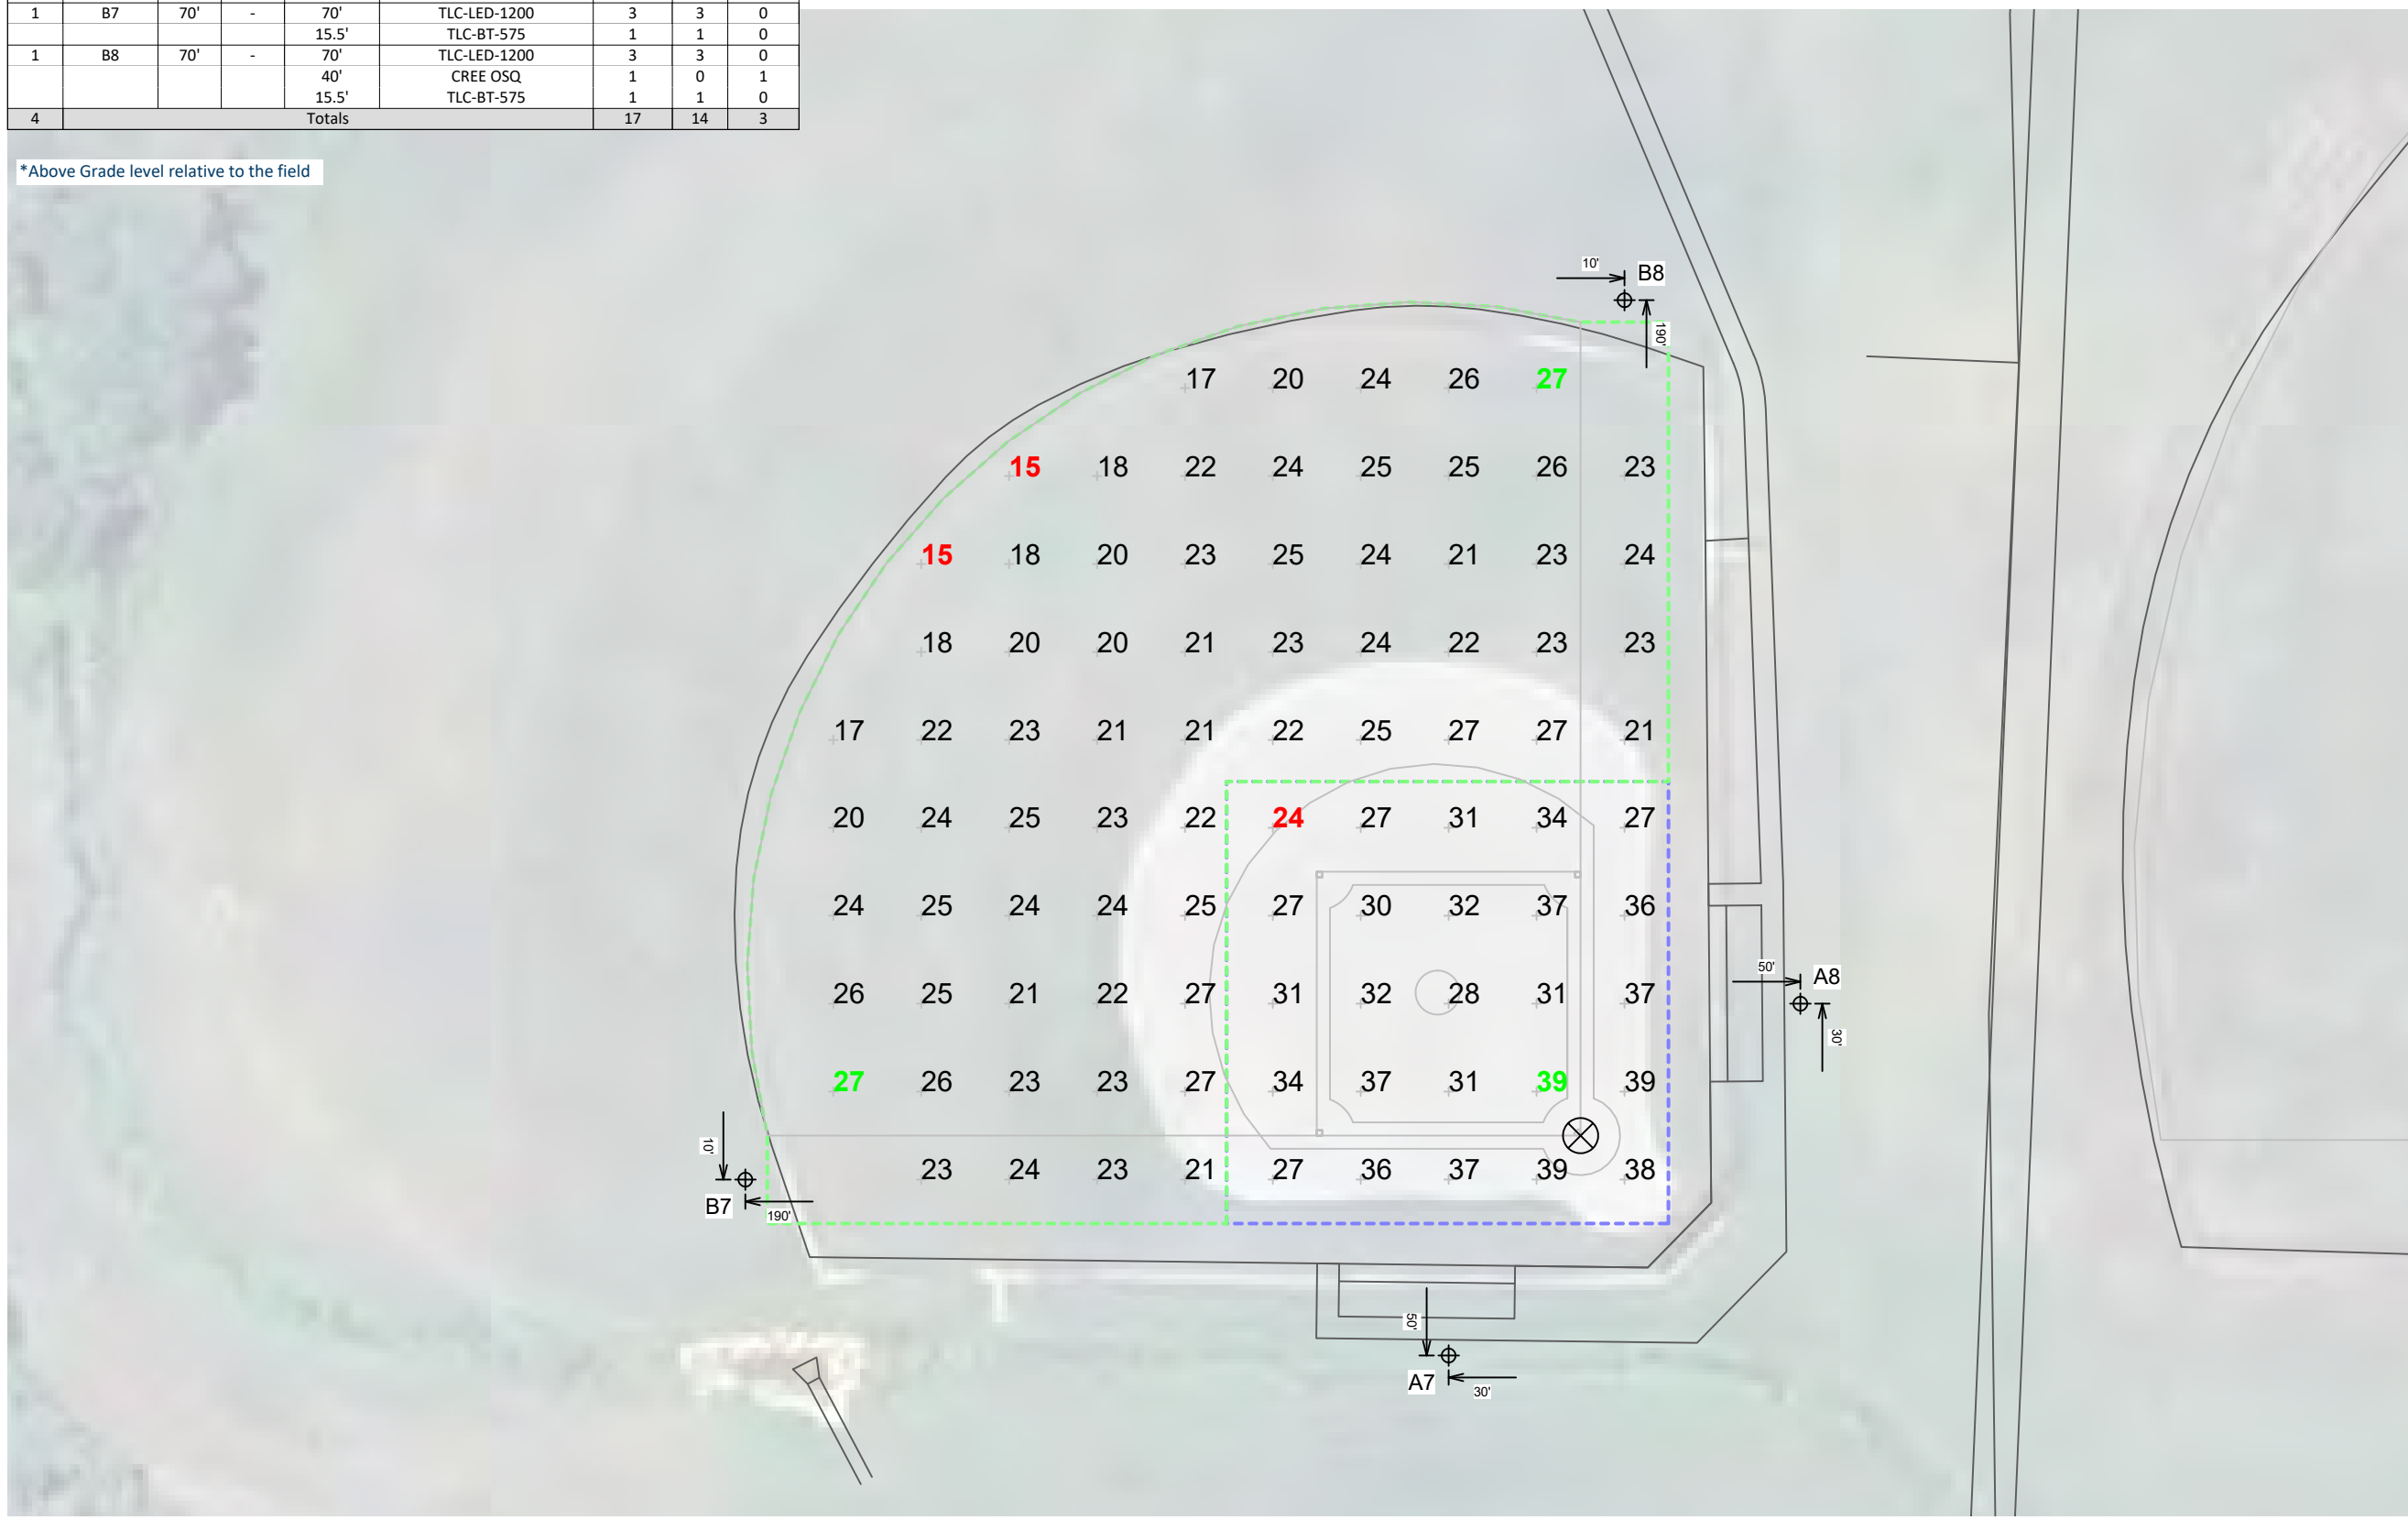 1 B7 70' - 70' TLC-LED-1200 3 3 0
15.5' TLC-BT-575 1 1 0
1 B8 70' - 70' TLC-LED-1200 3 3 0
40' CREE OSQ 1 0 1
15.5' TLC-BT-575 1 1 0
4 Totals 17 14 3
*Above Grade level relative to the field
10' B8
190'
17 20 24 26 27
15 18 22 24 25 25 26 23
15 18 20 23 25 24 21 23 24
18 20 20 21 23 24 22 23 23
17 22 23 21 21 22 25 27 27 21
20 24 25 23 22 24 27 31 34 27
24 25 24 24 25 27 30 32 37 36
50' A8
26 25 21 22 27 31 32 28 31 37
30'
27 26 23 23 27 34 37 31 39 39
10'
23 24 23 21 27 36 37 39 38
B7 190'
50'
A7 30'